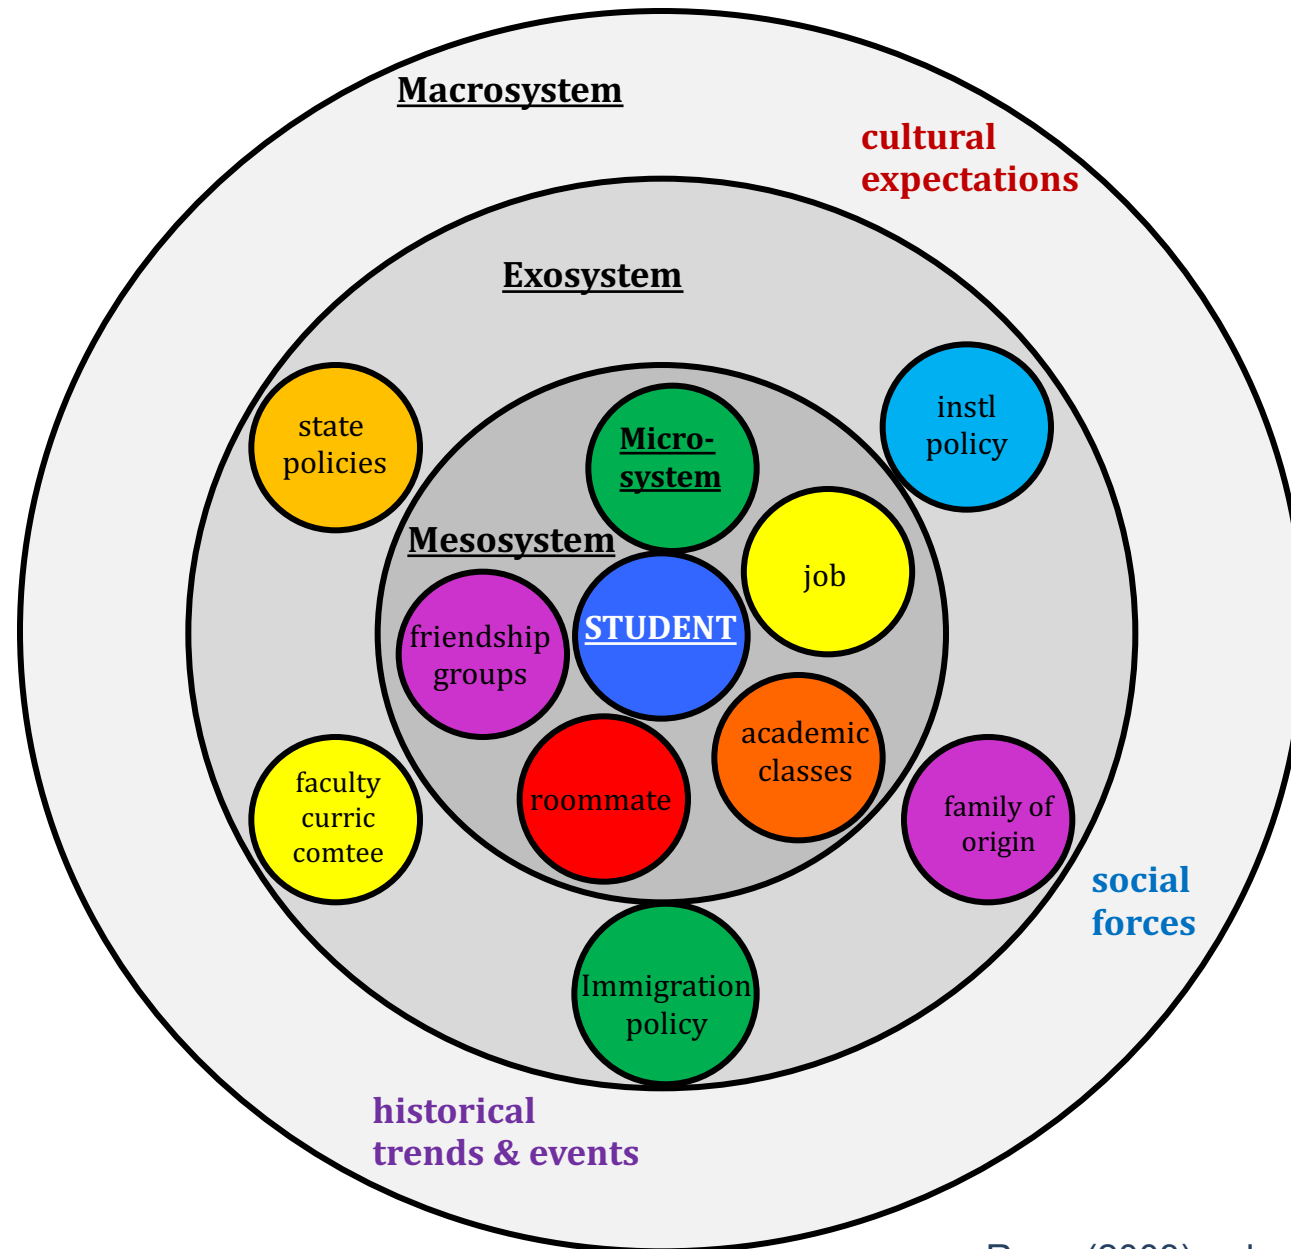 Macrosystem
cultural
expectations
Exosystem
state
policies
instl
policy
Micro-
system
Mesosystem
job
friendship
groups
STUDENT
academic
classes
roommate
faculty
curric
comtee
family of
origin
social
forces
Immigration
policy
historical
trends & events